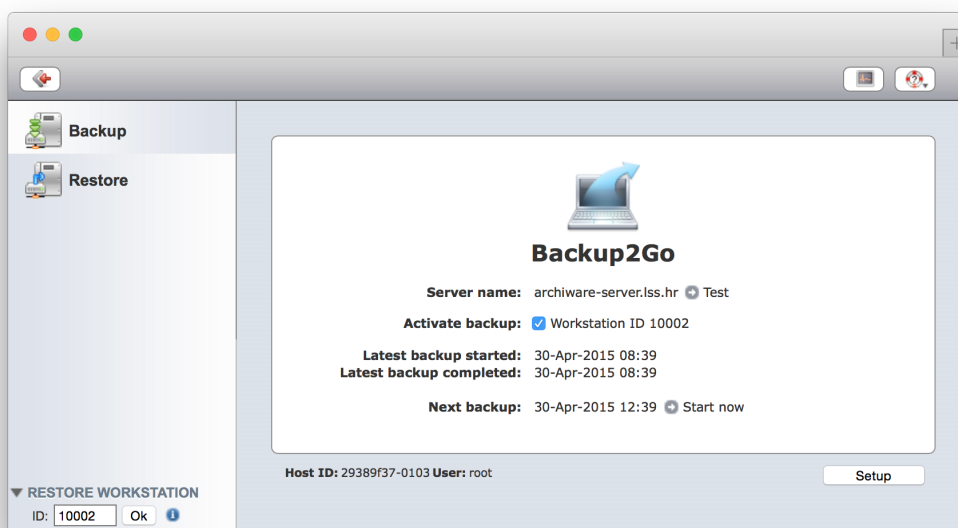 Backup
Restore
Backup2Go
Server name: archiware-server.lss.hr Test
Activate backup: Workstation ID 10002
Latest backup started: 30-Apr-2015 08:39
Latest backup completed: 30-Apr-2015 08:39
Next backup: 30-Apr-2015 12:39 Start now
Host ID: 29389f37-0103 User: root
Setup
RESTORE WORKSTATION
ID: 10002 Ok